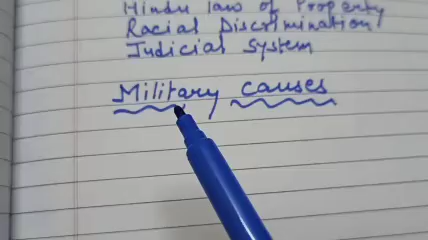 Hindu law of Property
Racial Discrimination
Judicial System
Military causes